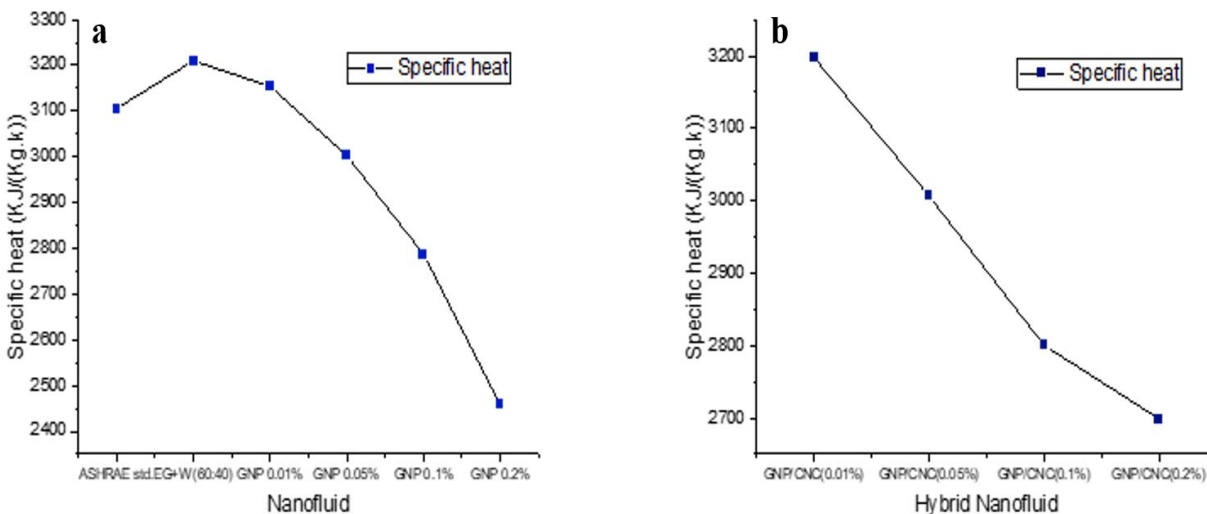 a
Specific heat
3300
3200
3100
3000
2900
2800
2700
2600
2500
2400
Specific heat (KJ/(Kg.k))
ASHRAE std.EG+W(60:40) GNP 0.01% GNP 0.05% GNP 0.1% GNP 0.2%
Nanofluid
b
Specific heat
3200
3100
3000
2900
2800
2700
Specific heat (KJ/(Kg.k))
GNP/CNC(0.01%) GNP/CNC(0.05%) GNP/CNC(0.1%) GNP/CNC(0.2%)
Hybrid Nanofluid